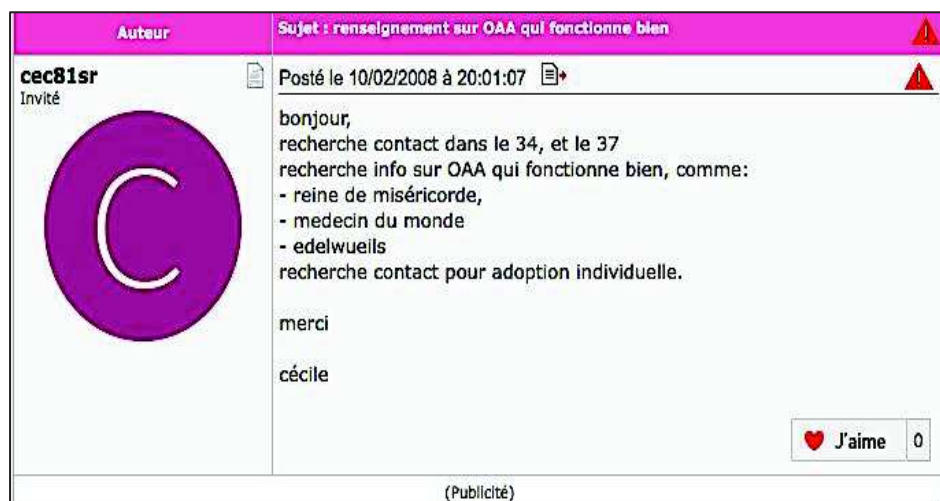 Auteur
Sujet : renseignement sur OAA qui fonctionne bien
cec81sr
Invité
C
Posté le 10/02/2008 à 20:01:07
bonjour,
recherche contact dans le 34, et le 37
recherche info sur OAA qui fonctionne bien, comme:
- reine de miséricorde,
- medecin du monde
- edelwueils
recherche contact pour adoption individuelle.
merci
cécile
J'aime 0
(Publicité)